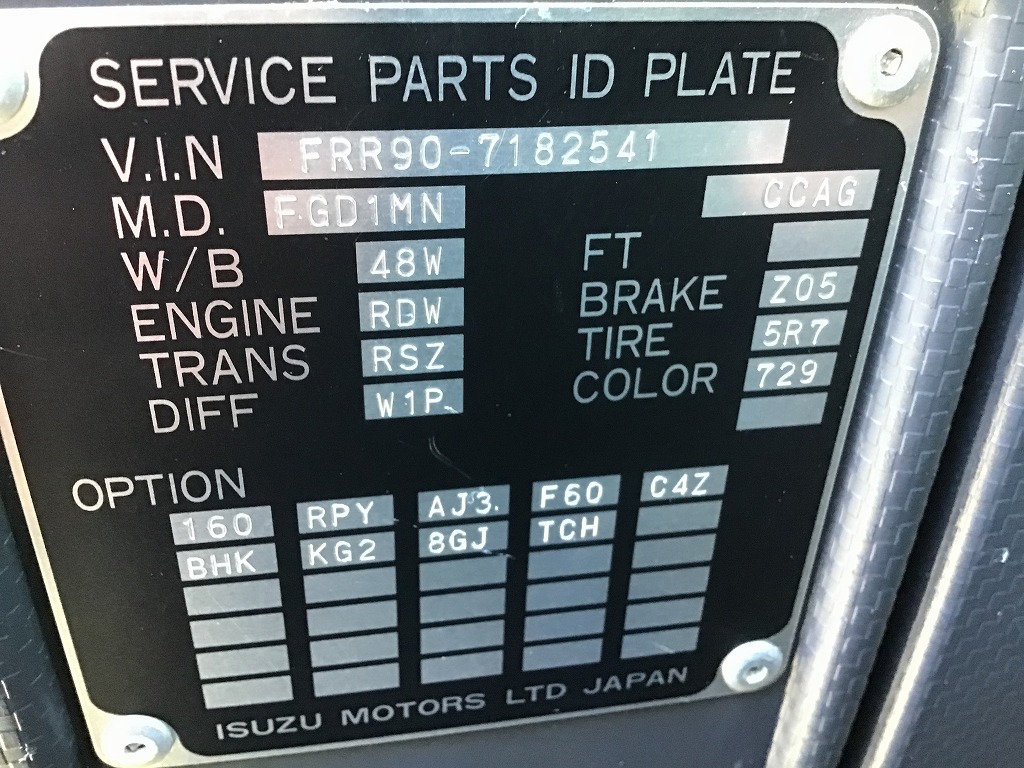 SERVICE PARTS ID PLATE
V.I.N FRR90-7182541
M.D. FGD1MN CCAG
W/B 48W FT
ENGINE RDW BRAKE Z05
TRANS RSZ TIRE 5R7
DIFF W1P COLOR 729
OPTION
160 RPY AJ3 F60 C4Z
BHK KG2 8GJ TCH
ISUZU MOTORS LTD JAPAN